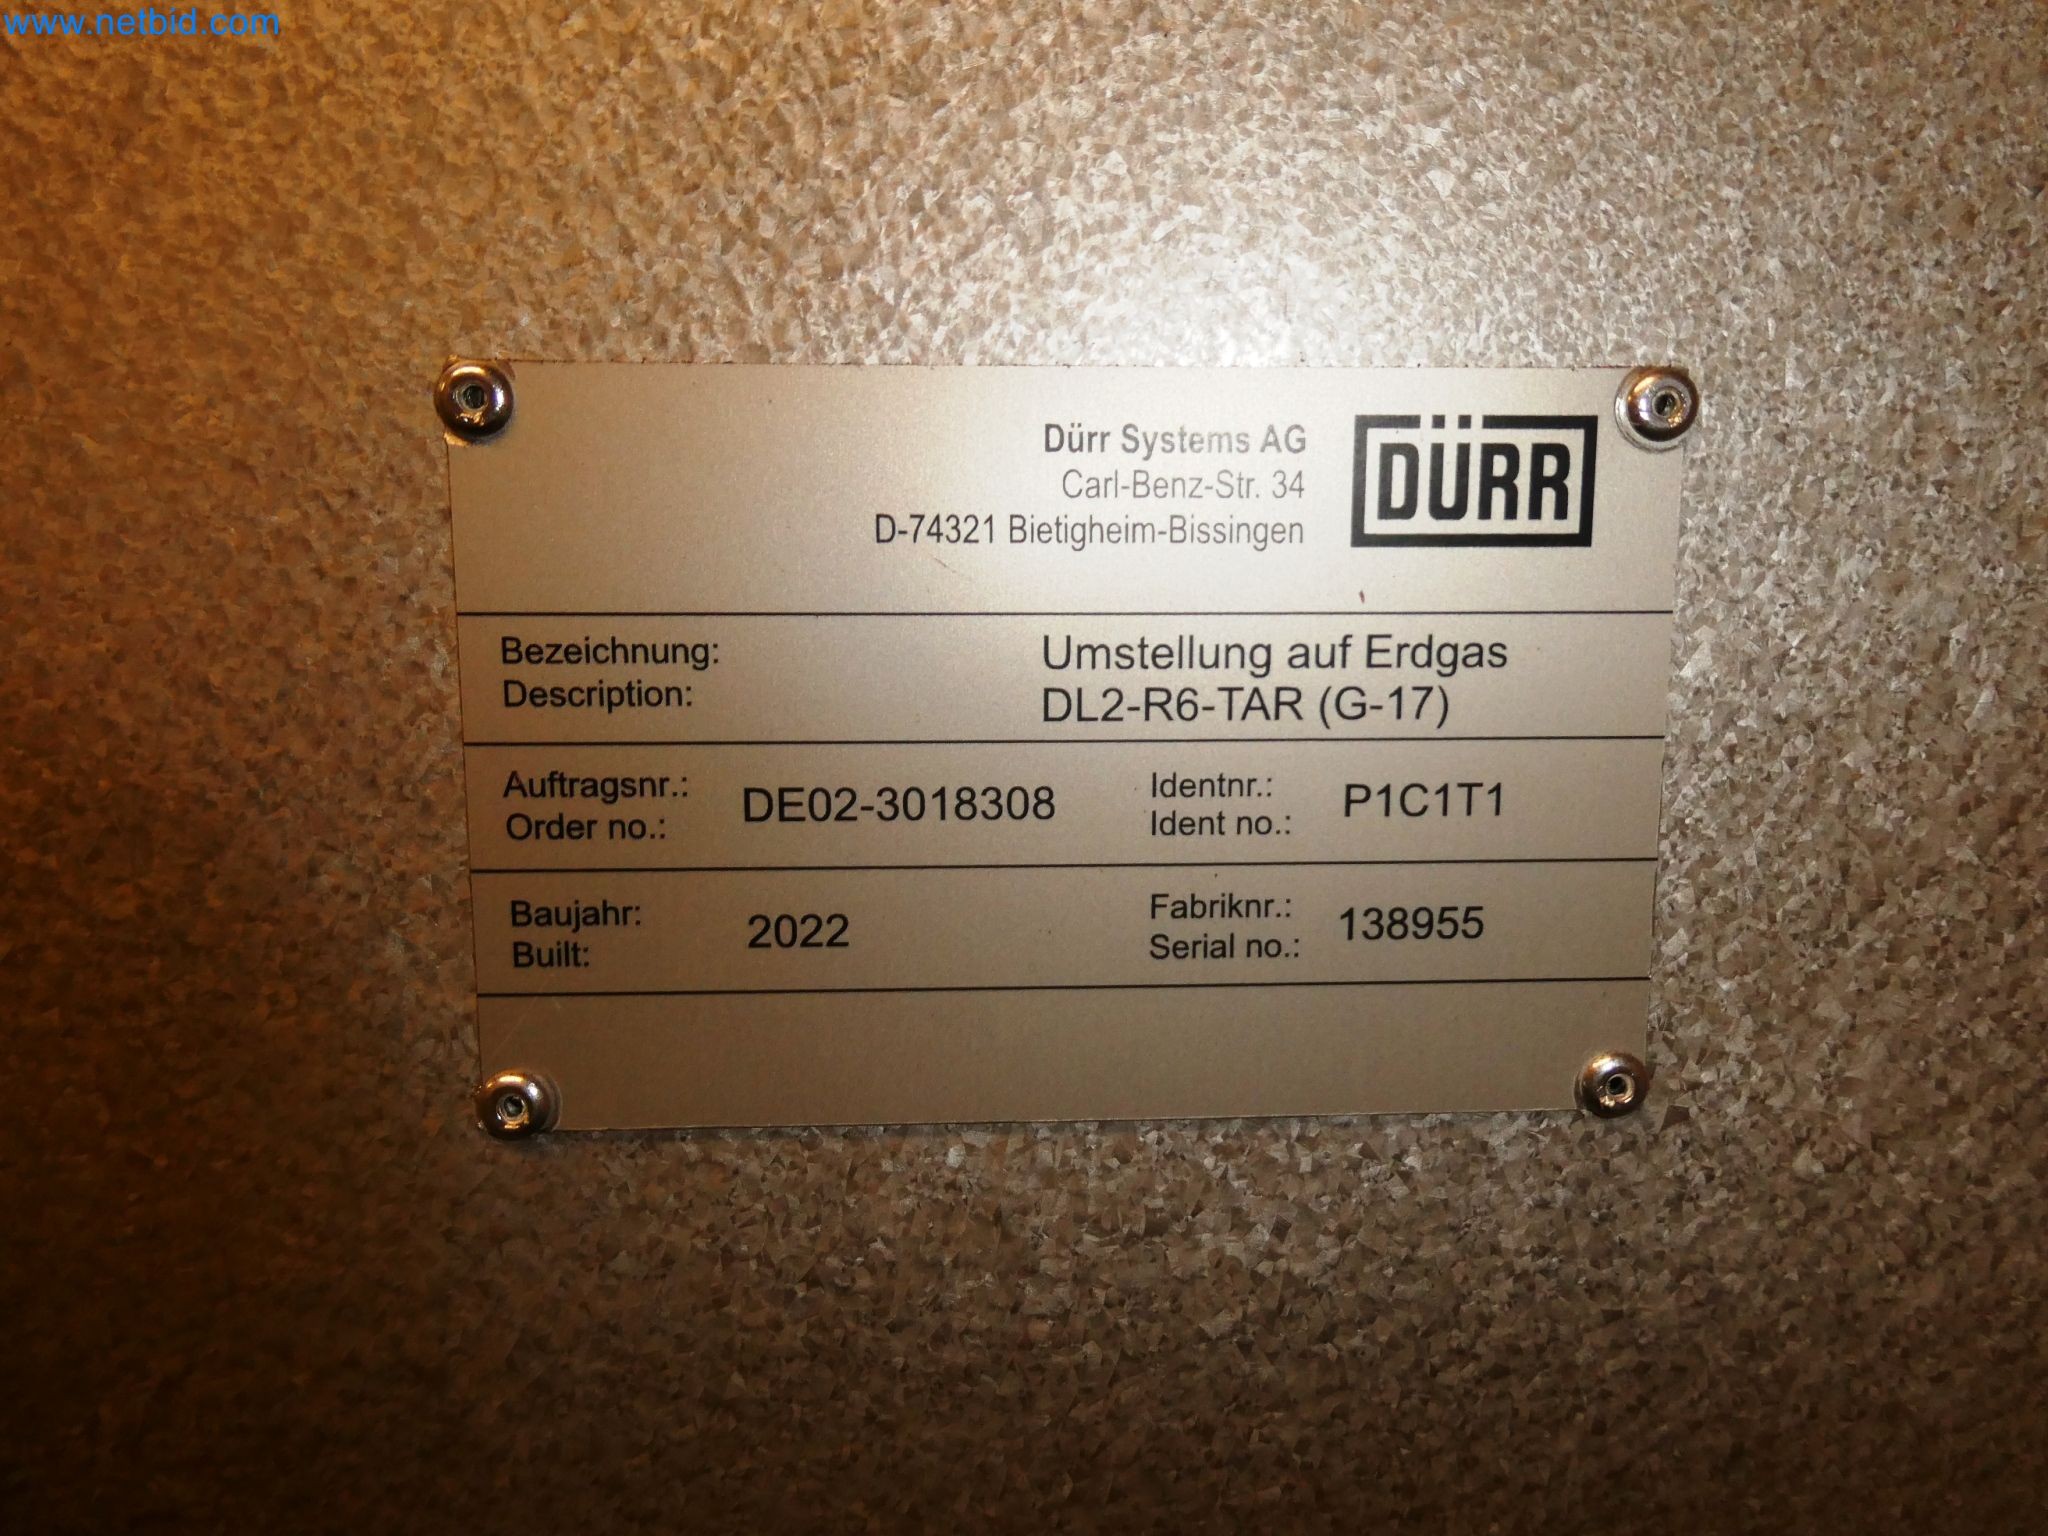 www.netbid.com
Dürr Systems AG
Carl-Benz-Str. 34
D-74321 Bietigheim-Bissingen
DÜRR
Bezeichnung: Umstellung auf Erdgas
Description: DL2-R6-TAR (G-17)
Auftragsnr.: Identnr.:
DE02-3018308 P1C1T1
Order no.: Ident no.:
Baujahr: Fabriknr.:
2022 138955
Built: Serial no.: